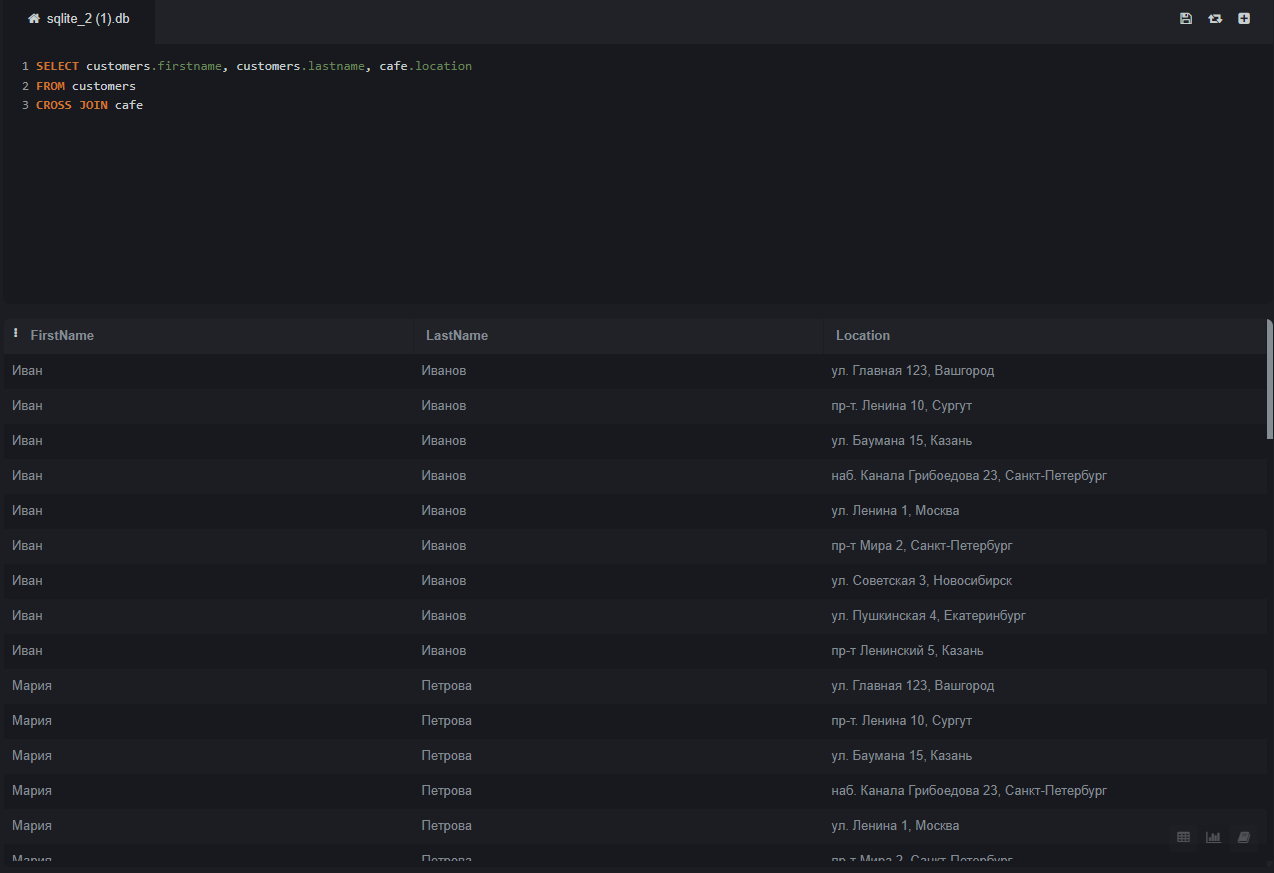 sqlite_2 (1).db
1 SELECT customers.firstname, customers.lastname, cafe.location
2 FROM customers
3 CROSS JOIN cafe
FirstName LastName Location
Иван Иванов ул. Главная 123, Вашгород
Иван Иванов пр-т. Ленина 10, Сургут
Иван Иванов ул. Баумана 15, Казань
Иван Иванов наб. Канала Грибоедова 23, Санкт-Петербург
Иван Иванов ул. Ленина 1, Москва
Иван Иванов пр-т Мира 2, Санкт-Петербург
Иван Иванов ул. Советская 3, Новосибирск
Иван Иванов ул. Пушкинская 4, Екатеринбург
Иван Иванов пр-т Ленинский 5, Казань
Мария Петрова ул. Главная 123, Вашгород
Мария Петрова пр-т. Ленина 10, Сургут
Мария Петрова ул. Баумана 15, Казань
Мария Петрова наб. Канала Грибоедова 23, Санкт-Петербург
Мария Петрова ул. Ленина 1, Москва
Мария Петрова пр-т Мира 2, Санкт-Петербург